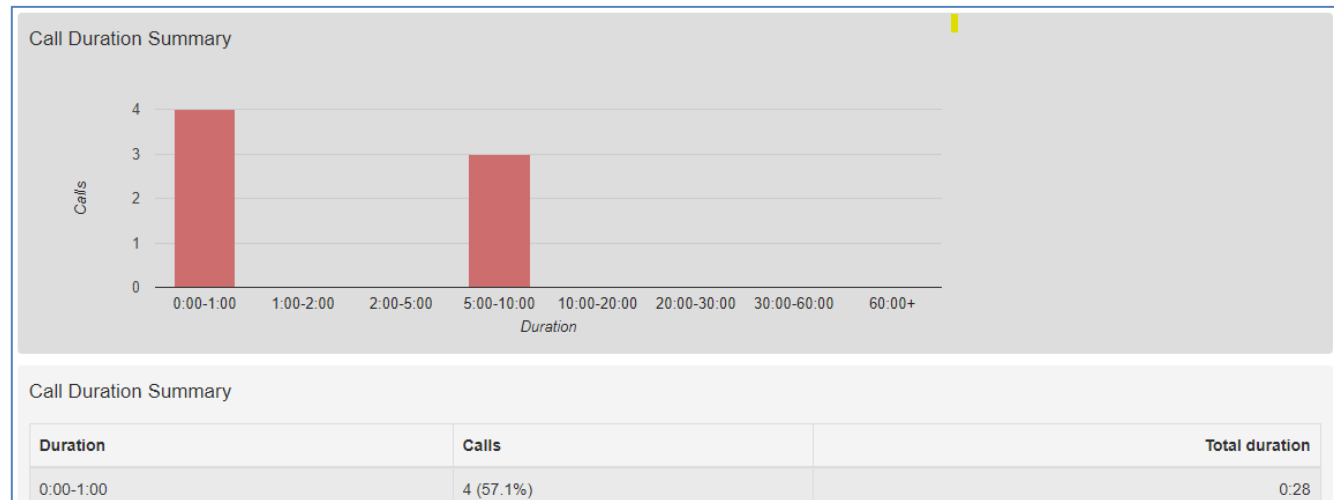 Call Duration Summary
4
3
2
1
0
Calls
0:00-1:00 1:00-2:00 2:00-5:00 5:00-10:00 10:00-20:00 20:00-30:00 30:00-60:00 60:00+
Duration
Call Duration Summary
Duration Calls Total duration
0:00-1:00 4 (57.1%) 0:28